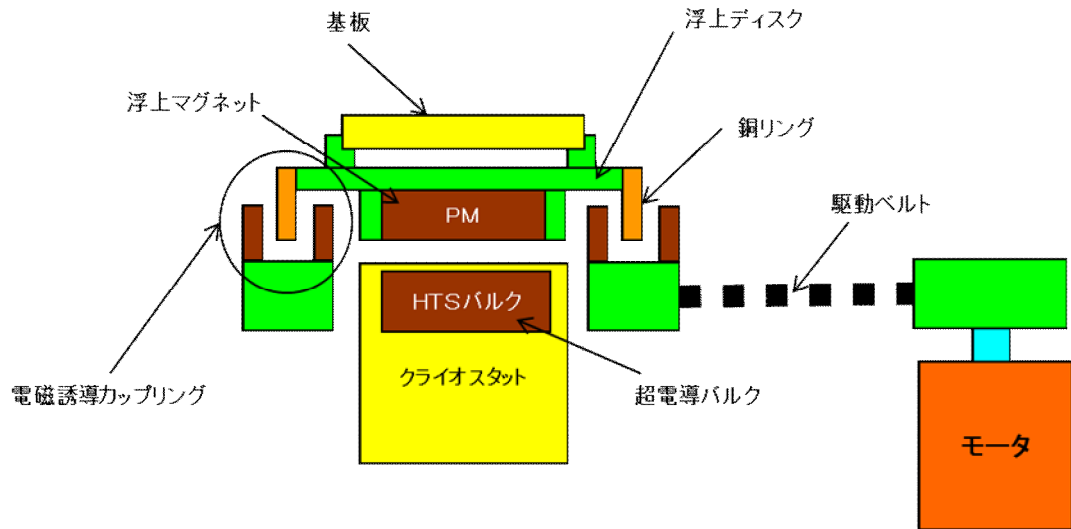 基板
浮上ディスク
浮上マグネット
銅リング
PM
駆動ベルト
HTSバルク
クライオスタット
電磁誘導カップリング
超電導バルク
モータ